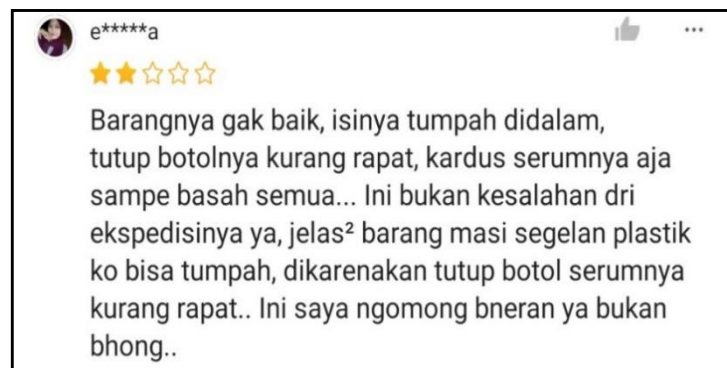 e*****a
Barangnya gak baik, isinya tumpah didalam,
tutup botolnya kurang rapat, kardus serumnya aja
sampe basah semua... Ini bukan kesalahan dri
ekspedisinya ya, jelas² barang masi segelan plastik
ko bisa tumpah, dikarenakan tutup botol serumnya
kurang rapat.. Ini saya ngomong bneran ya bukan
bhong..